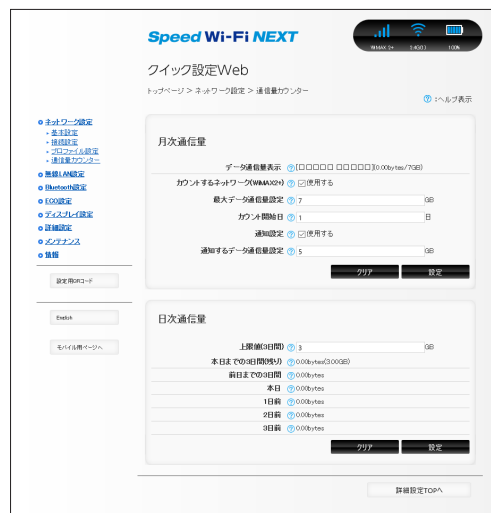 Speed Wi-Fi NEXT
WiMAX 2+ 2.4G(1) 100%
クイック設定Web
トップページ > ネットワーク設定 > 通信量カウンター
? :ヘルプ表示
ネットワーク設定
・基本設定
・接続設定
・プロファイル設定
・通信量カウンター
無線LAN設定
Bluetooth設定
ECO設定
ディスプレイ設定
詳細設定
メンテナンス
情報
設定用QRコード
English
モバイル用ページへ
月次通信量
データ通信量表示 ? [□□□□□ □□□□□](0.00bytes/7GB)
カウントするネットワーク(WiMAX2+) ? ☑使用する
最大データ通信量設定 ? 7 GB
カウント開始日 ? 1 日
通知設定 ? ☑使用する
通知するデータ通信量設定 ? 5 GB
クリア 設定
日次通信量
上限値(3日間) ? 3 GB
本日までの3日間(残り) ? 0.00bytes(3.00GB)
前日までの3日間 ? 0.00bytes
本日 ? 0.00bytes
1日前 ? 0.00bytes
2日前 ? 0.00bytes
3日前 ? 0.00bytes
クリア 設定
詳細設定TOPへ